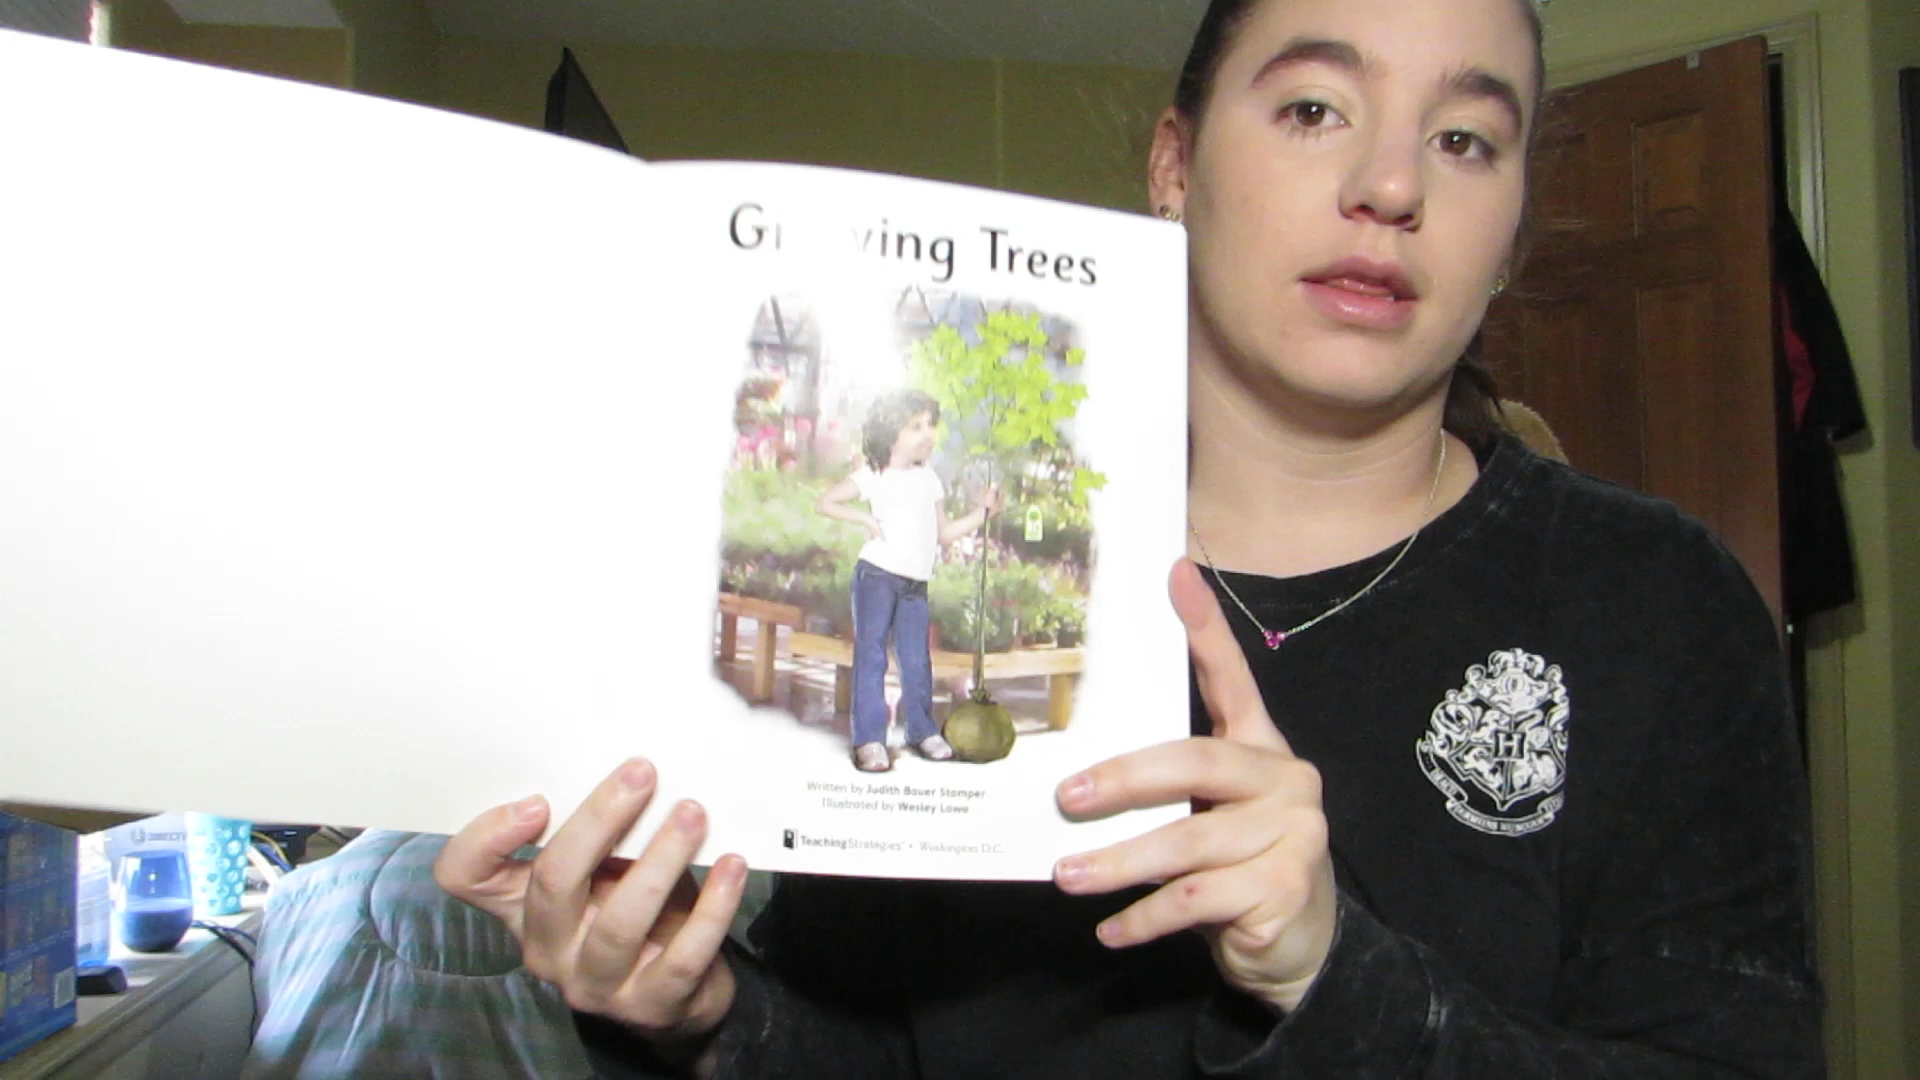 G ving Trees
Written by Judith Bauer Stamper
Illustrated by Wesley Lowe
TeachingStrategies · Washington D.C.
H